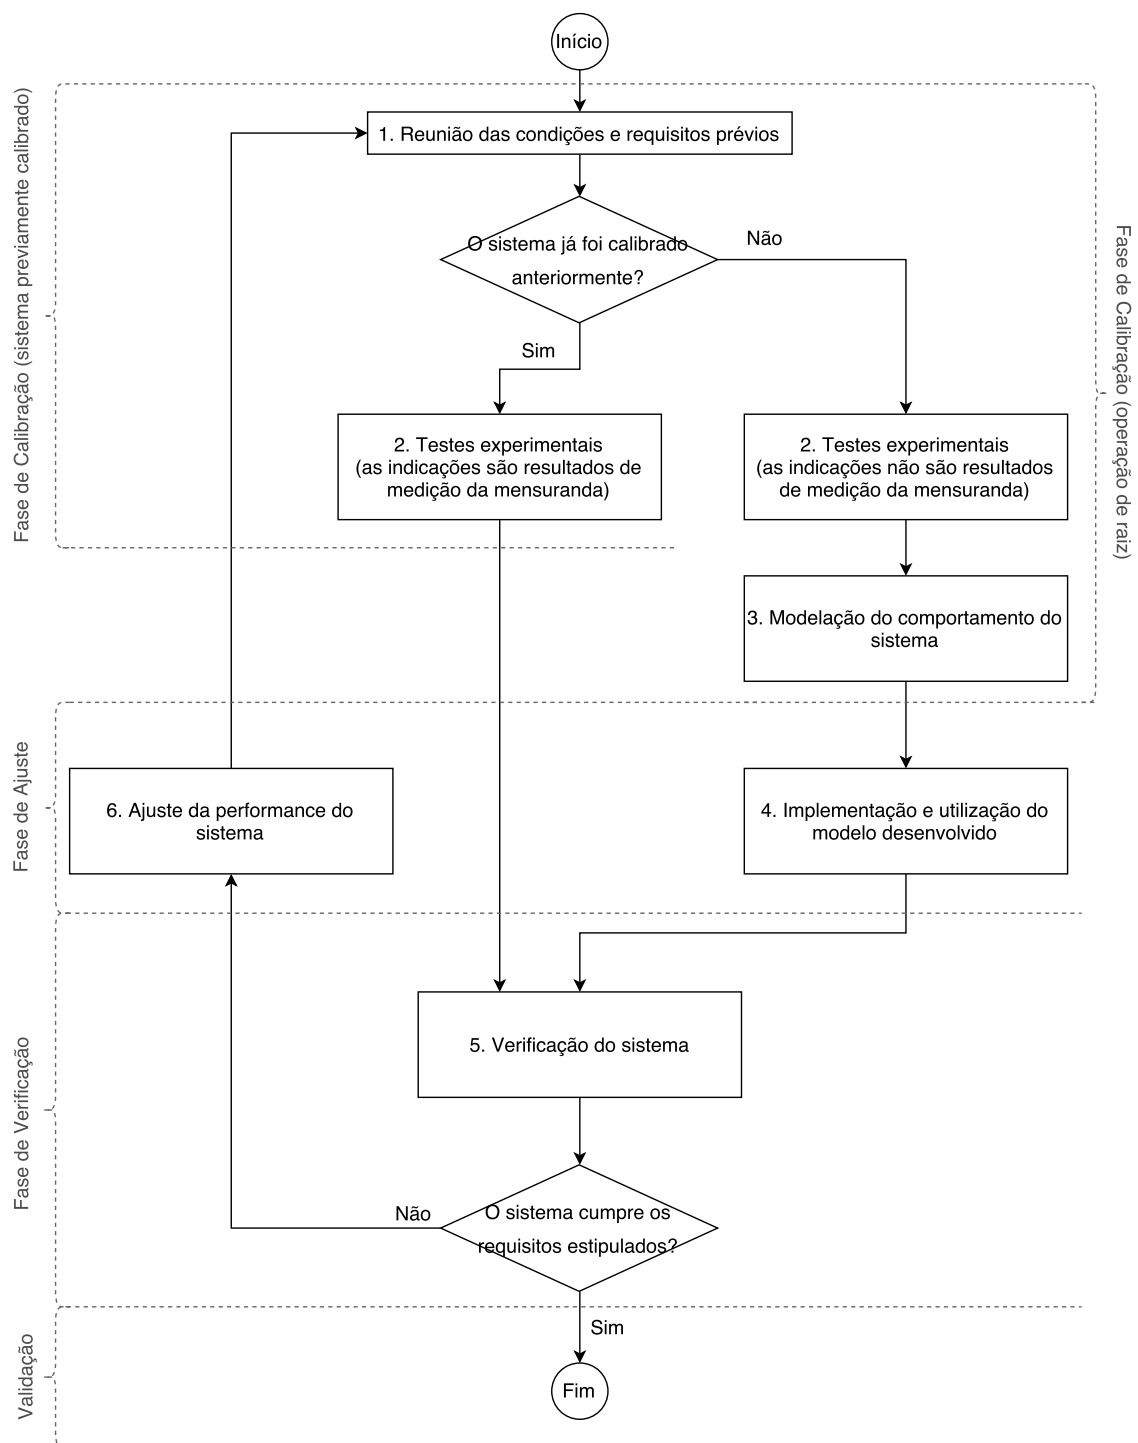 Início
Fase de Calibração (sistema previamente calibrado)
1. Reunião das condições e requisitos prévios
O sistema já foi calibrado
anteriormente?
Não
Sim
Fase de Calibração (operação de raiz)
2. Testes experimentais
(as indicações são resultados de
medição da mensuranda)
2. Testes experimentais
(as indicações não são resultados
de medição da mensuranda)
3. Modelação do comportamento do
sistema
Fase de Ajuste
6. Ajuste da performance do
sistema
4. Implementação e utilização do
modelo desenvolvido
Fase de Verificação
5. Verificação do sistema
Não
O sistema cumpre os
requisitos estipulados?
Sim
Validação
Fim